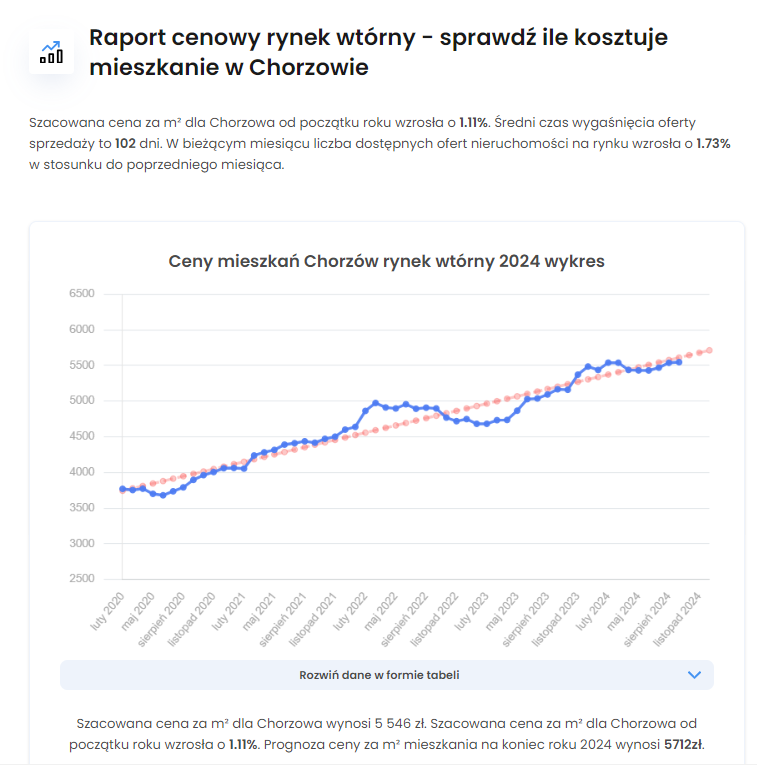 Raport cenowy rynek wtórny - sprawdź ile kosztuje
mieszkanie w Chorzowie
Szacowana cena za m² dla Chorzowa od początku roku wzrosła o 1.11%. Średni czas wygaśnięcia oferty
sprzedaży to 102 dni. W bieżącym miesiącu liczba dostępnych ofert nieruchomości na rynku wzrosła o 1.73%
w stosunku do poprzedniego miesiąca.
Ceny mieszkań Chorzów rynek wtórny 2024 wykres
6500
6000
5500
5000
4500
4000
3500
3000
2500
luty 2020
maj 2020
sierpień 2020
listopad 2020
luty 2021
maj 2021
sierpień 2021
listopad 2021
luty 2022
maj 2022
sierpień 2022
listopad 2022
luty 2023
maj 2023
sierpień 2023
listopad 2023
luty 2024
maj 2024
sierpień 2024
listopad 2024
Rozwiń dane w formie tabeli
Szacowana cena za m² dla Chorzowa wynosi 5 546 zł. Szacowana cena za m² dla Chorzowa od
początku roku wzrosła o 1.11%. Prognoza ceny za m² mieszkania na koniec roku 2024 wynosi 5712zł.